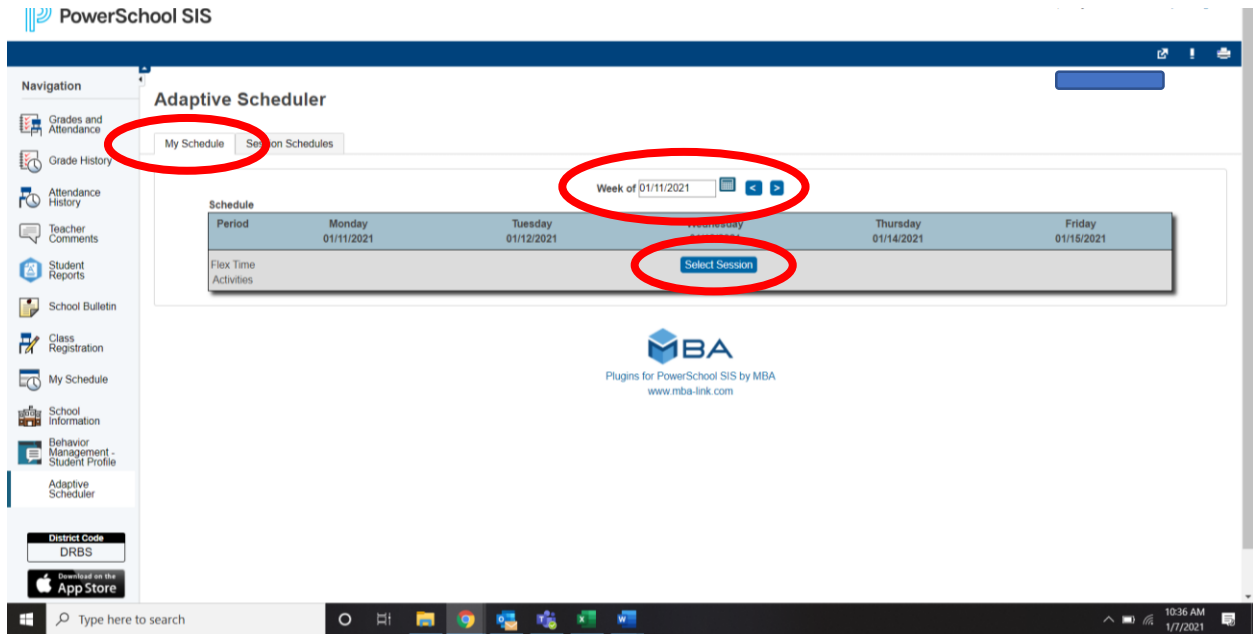 PowerSchool SIS
Navigation
Adaptive Scheduler
Grades and
Attendance
My Schedule
Session Schedules
Grade History
Week of 01/11/2021
< >
Attendance
History
Schedule
Period Monday Tuesday Wednesday Thursday Friday
01/11/2021 01/12/2021 01/14/2021 01/15/2021
Teacher
Comments
Flex Time
Activities
Select Session
Student
Reports
School Bulletin
Class
Registration
MBA
Plugins for PowerSchool SIS by MBA
www.mba-link.com
My Schedule
School
Information
Behavior
Management -
Student Profile
Adaptive
Scheduler
District Code
DRBS
Download on the
App Store
Type here to search
10:36 AM
1/7/2021